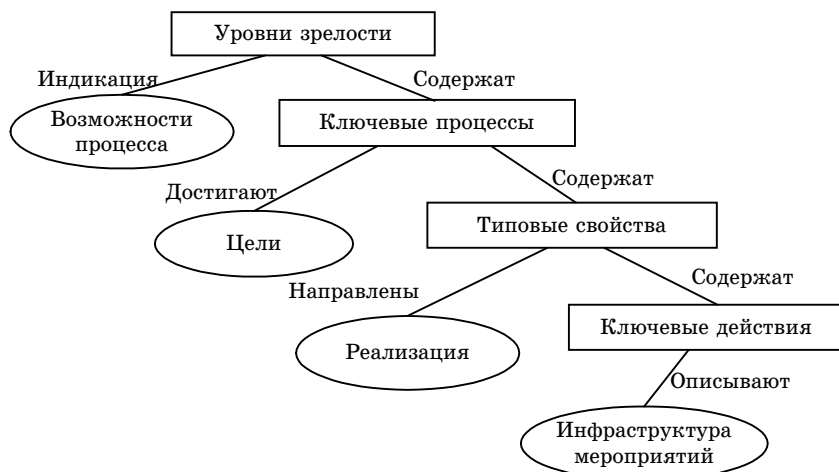 Уровни зрелости
Индикация
Содержат
Возможности
процесса
Ключевые процессы
Достигают
Содержат
Цели
Типовые свойства
Направлены
Содержат
Реализация
Ключевые действия
Описывают
Инфраструктура
мероприятий